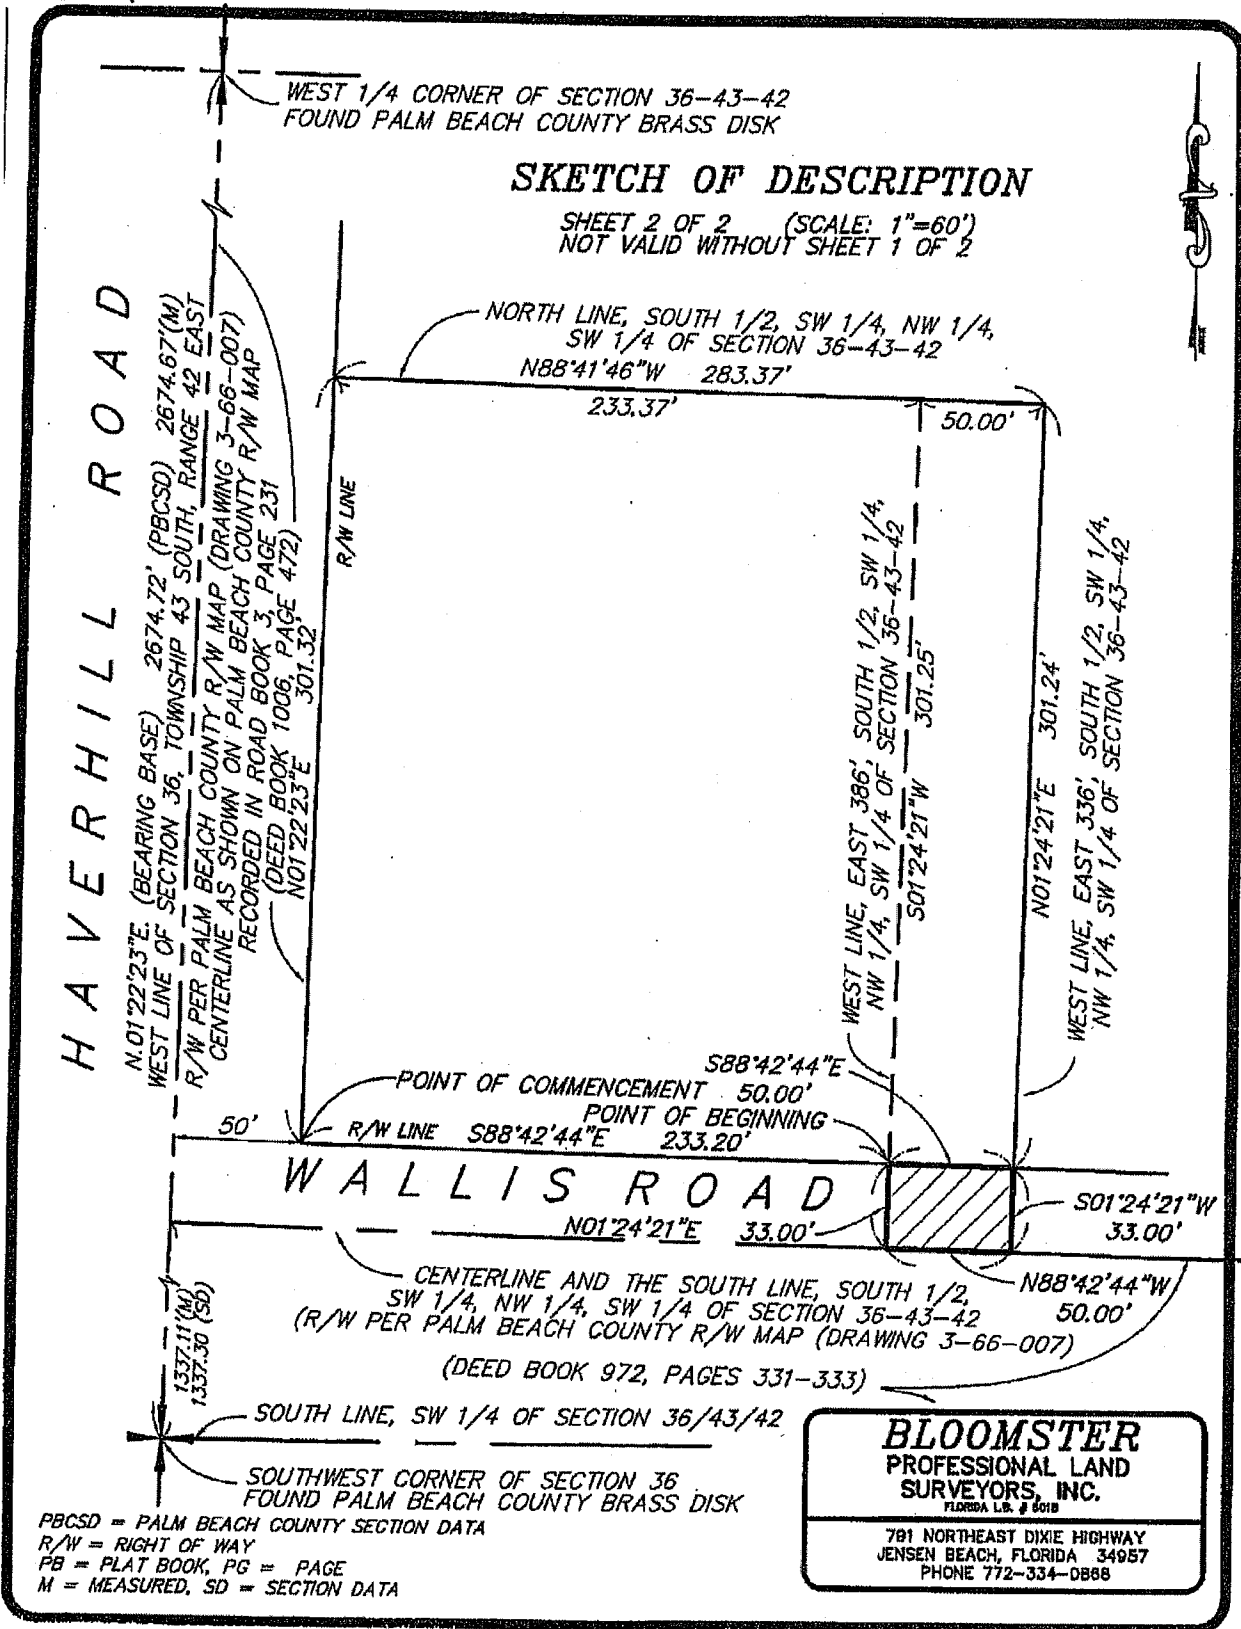 WEST 1/4 CORNER OF SECTION 36-43-42
FOUND PALM BEACH COUNTY BRASS DISK
SKETCH OF DESCRIPTION
SHEET 2 OF 2 (SCALE: 1"=60')
NOT VALID WITHOUT SHEET 1 OF 2
NORTH LINE, SOUTH 1/2, SW 1/4, NW 1/4,
SW 1/4 OF SECTION 36-43-42
N88°41'46"W 283.37'
233.37'
50.00'
HAVERHILL ROAD
N.01°22'23"E. (BEARING BASE) 2674.72' (PBCSD) 2674.67'(M)
WEST LINE OF SECTION 36, TOWNSHIP 43 SOUTH, RANGE 42 EAST
R/W PER PALM BEACH COUNTY R/W MAP (DRAWING 3-66-007)
CENTERLINE AS SHOWN ON PALM BEACH COUNTY R/W MAP
RECORDED IN ROAD BOOK 3, PAGE 231
(DEED BOOK 1006, PAGE 472)
N01°22'23"E 301.32'
R/W LINE
WEST LINE, EAST 386', SOUTH 1/2, SW 1/4,
NW 1/4, SW 1/4 OF SECTION 36-43-42
S01°24'21"W 301.25'
N01°24'21"E 301.24'
WEST LINE, EAST 336', SOUTH 1/2, SW 1/4,
NW 1/4, SW 1/4 OF SECTION 36-43-42
S88°42'44"E
50.00'
POINT OF COMMENCEMENT
POINT OF BEGINNING
50'
R/W LINE S88°42'44"E 233.20'
WALLIS ROAD
N01°24'21"E 33.00'
S01°24'21"W
33.00'
N88°42'44"W
50.00'
CENTERLINE AND THE SOUTH LINE, SOUTH 1/2,
SW 1/4, NW 1/4, SW 1/4 OF SECTION 36-43-42
(R/W PER PALM BEACH COUNTY R/W MAP (DRAWING 3-66-007)
(DEED BOOK 972, PAGES 331-333)
1337.11'(M)
1337.30 (SD)
SOUTH LINE, SW 1/4 OF SECTION 36/43/42
SOUTHWEST CORNER OF SECTION 36
FOUND PALM BEACH COUNTY BRASS DISK
PBCSD = PALM BEACH COUNTY SECTION DATA
R/W = RIGHT OF WAY
PB = PLAT BOOK, PG = PAGE
M = MEASURED, SD = SECTION DATA
BLOOMSTER
PROFESSIONAL LAND
SURVEYORS, INC.
FLORIDA L.B. # 6018
791 NORTHEAST DIXIE HIGHWAY
JENSEN BEACH, FLORIDA 34957
PHONE 772-334-0868